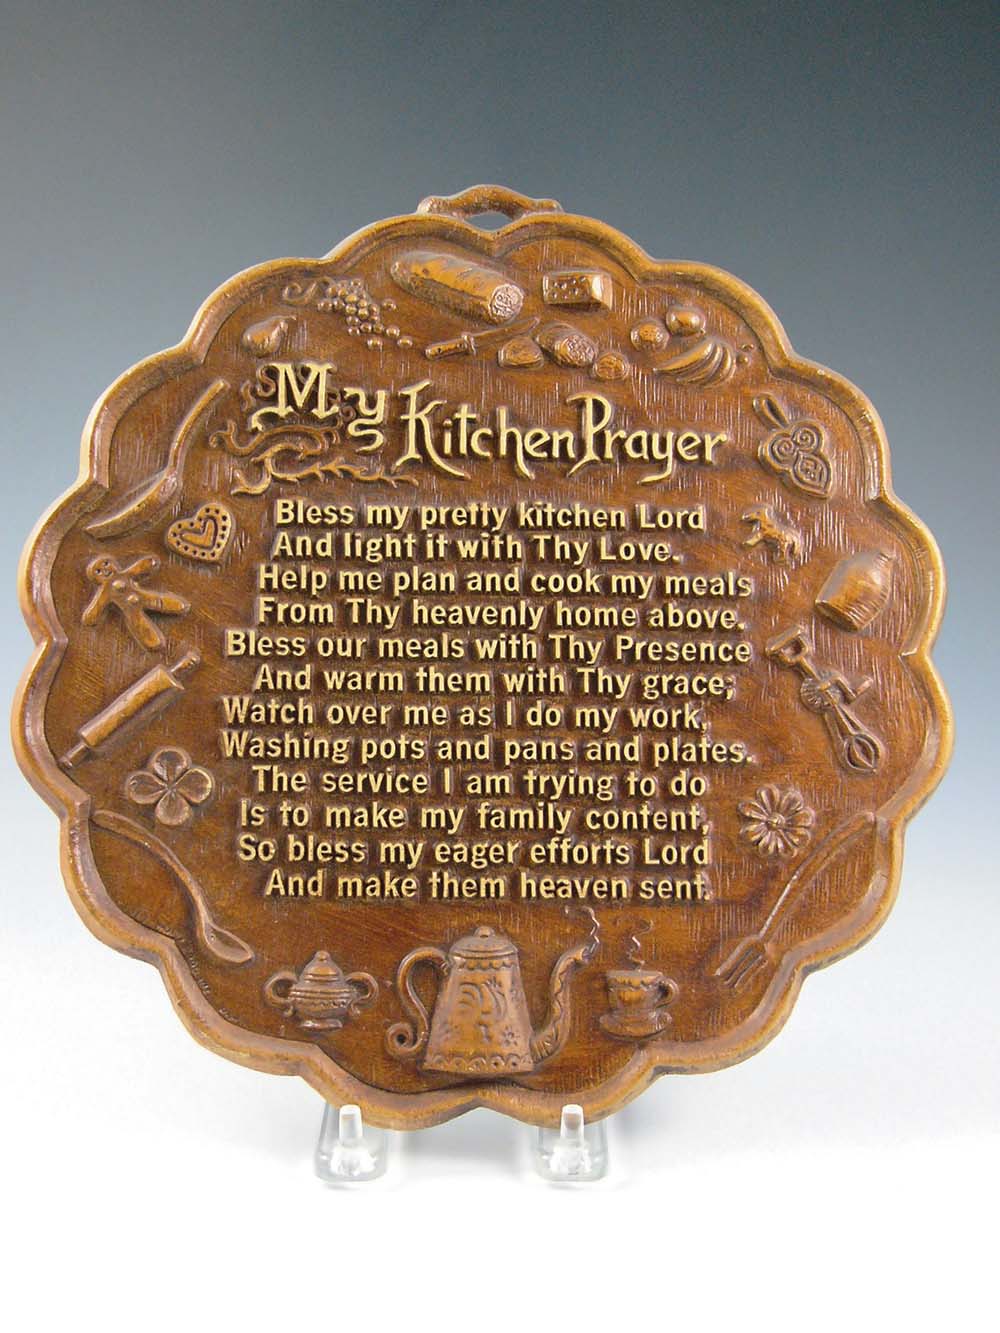 My Kitchen Prayer
Bless my pretty kitchen Lord
And light it with Thy Love.
Help me plan and cook my meals
From Thy heavenly home above.
Bless our meals with Thy Presence
And warm them with Thy grace;
Watch over me as I do my work,
Washing pots and pans and plates.
The service I am trying to do
Is to make my family content,
So bless my eager efforts Lord
And make them heaven sent.